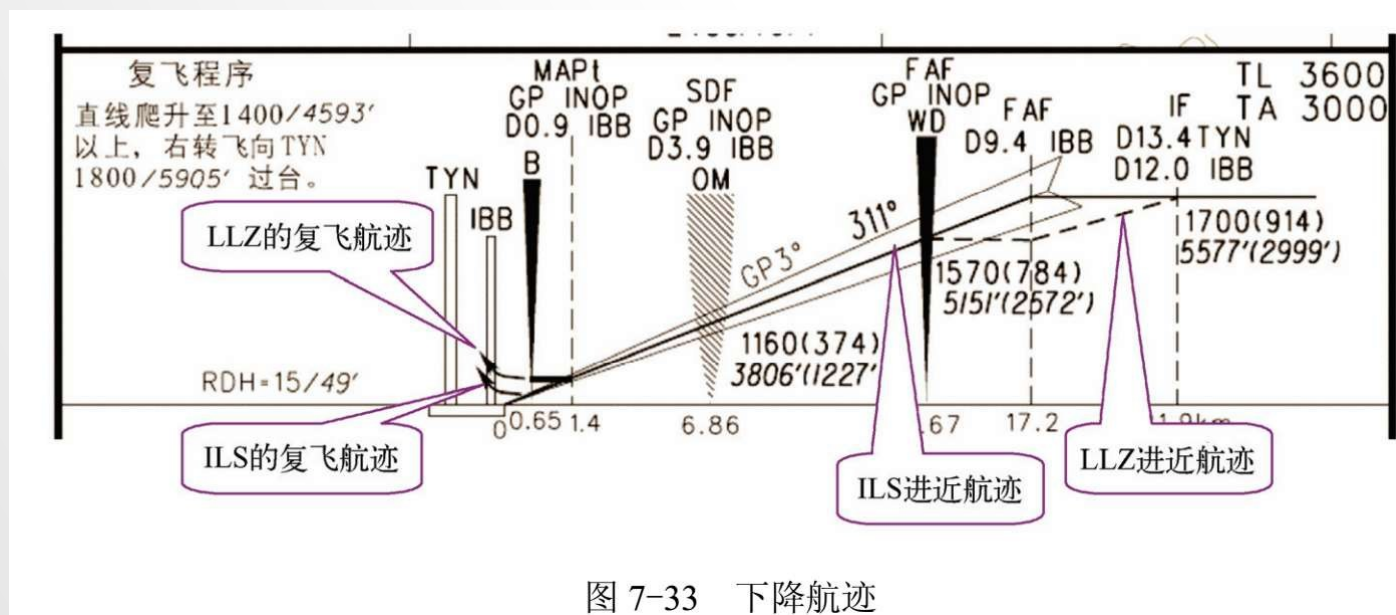 复飞程序
直线爬升至1400/4593′
以上，右转飞向TYN
1800/5905′ 过台。
TYN
IBB
B
MAPt
GP INOP
D0.9 IBB
SDF
GP INOP
D3.9 IBB
OM
FAF
GP INOP
WD
FAF
D9.4 IBB
IF
D13.4 TYN
D12.0 IBB
TL 3600
TA 3000
LLZ的复飞航迹
GP3°
311°
1700(914)
5577′(2999′)
1570(784)
5151′(2572′)
1160(374)
3806′(1227′
RDH=15/49′
0
0.65
1.4
6.86
.67
17.2
.9km
ILS的复飞航迹
ILS进近航迹
LLZ进近航迹
图 7-33 下降航迹